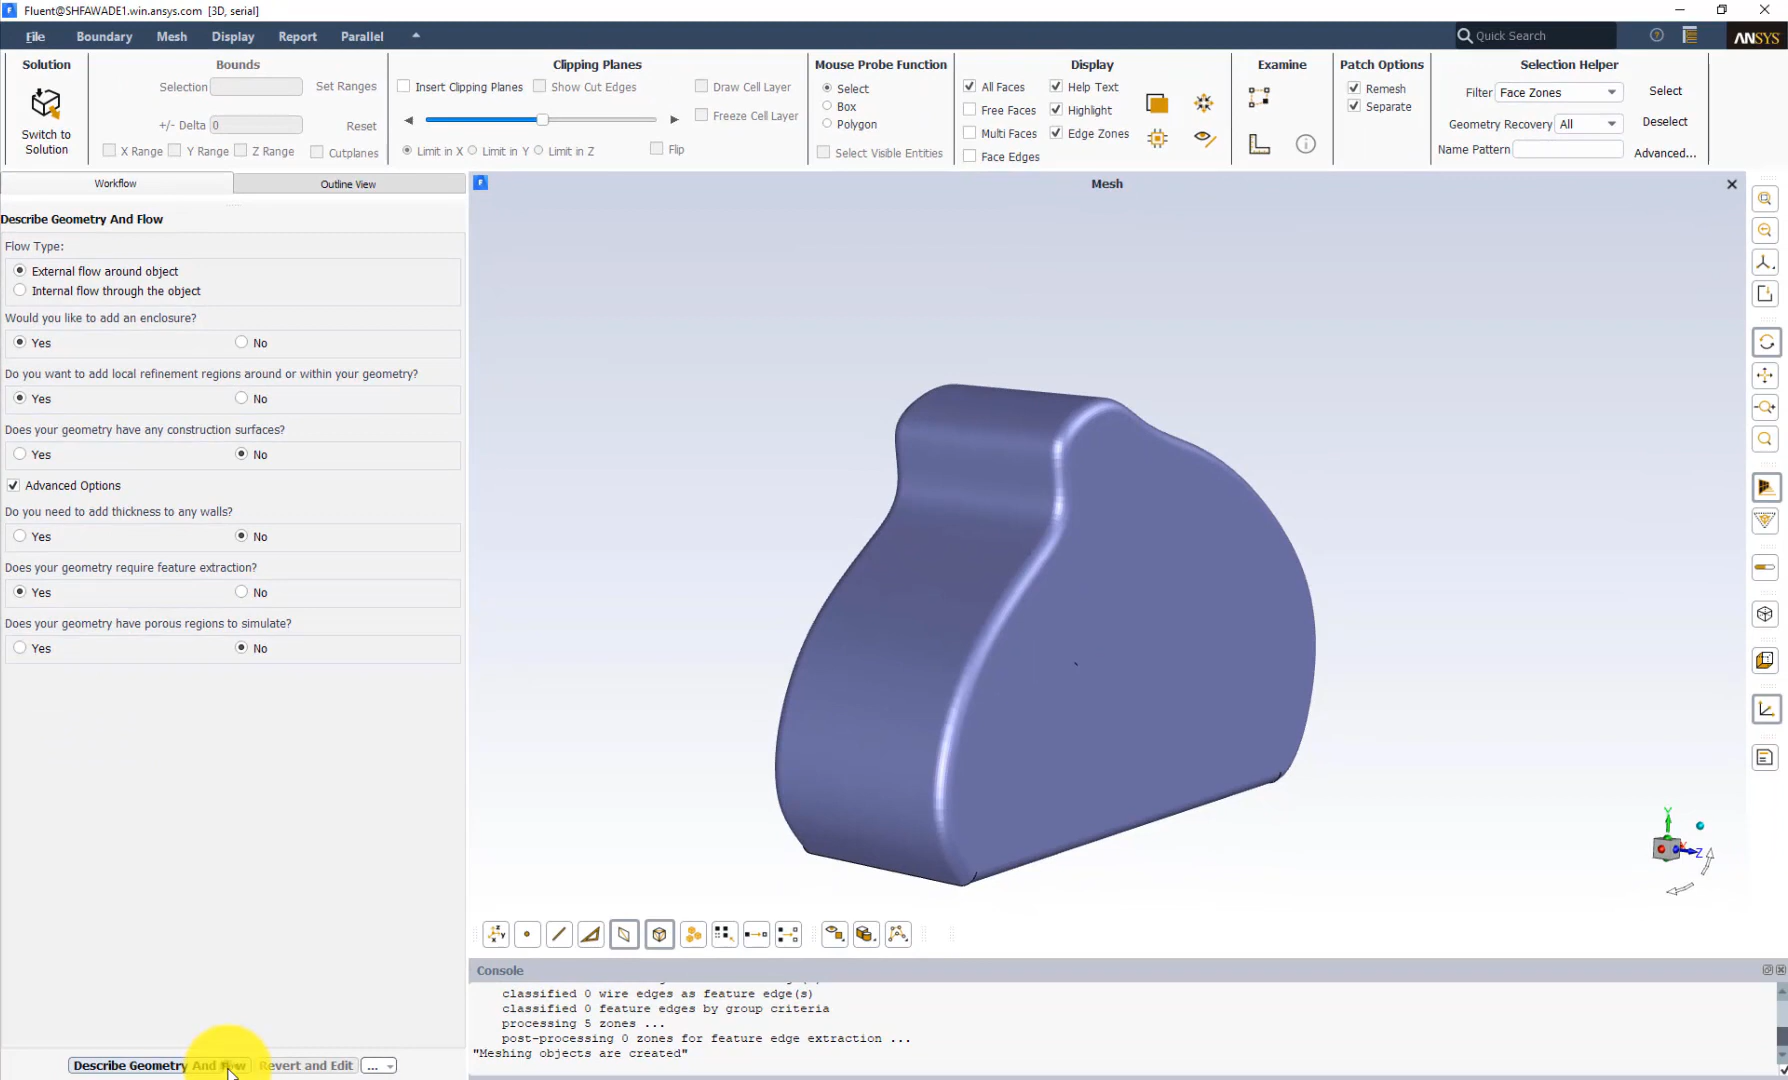 Fluent@SHFAWADE1.win.ansys.com [3D, serial]
File Boundary Mesh Display Report Parallel Quick Search ANSYS
Solution
Switch to
Solution
Bounds
Selection Set Ranges
+/- Delta 0 Reset
X Range Y Range Z Range Cutplanes
Clipping Planes
Insert Clipping Planes Show Cut Edges Draw Cell Layer
Freeze Cell Layer
Limit in X Limit in Y Limit in Z Flip
Mouse Probe Function
Select
Box
Polygon
Select Visible Entities
Display
All Faces Help Text
Free Faces Highlight
Multi Faces Edge Zones
Face Edges
Examine
Patch Options
Remesh
Separate
Selection Helper
Filter Face Zones Select
Geometry Recovery All Deselect
Name Pattern Advanced...
Workflow Outline View
Describe Geometry And Flow
Flow Type:
External flow around object
Internal flow through the object
Would you like to add an enclosure?
Yes No
Do you want to add local refinement regions around or within your geometry?
Yes No
Does your geometry have any construction surfaces?
Yes No
Advanced Options
Do you need to add thickness to any walls?
Yes No
Does your geometry require feature extraction?
Yes No
Does your geometry have porous regions to simulate?
Yes No
Describe Geometry And Flow Revert and Edit ...
Mesh
Y
Z
Console
classified 0 wire edges as feature edge(s)
classified 0 feature edges by group criteria
processing 5 zones ...
post-processing 0 zones for feature edge extraction ...
"Meshing objects are created"